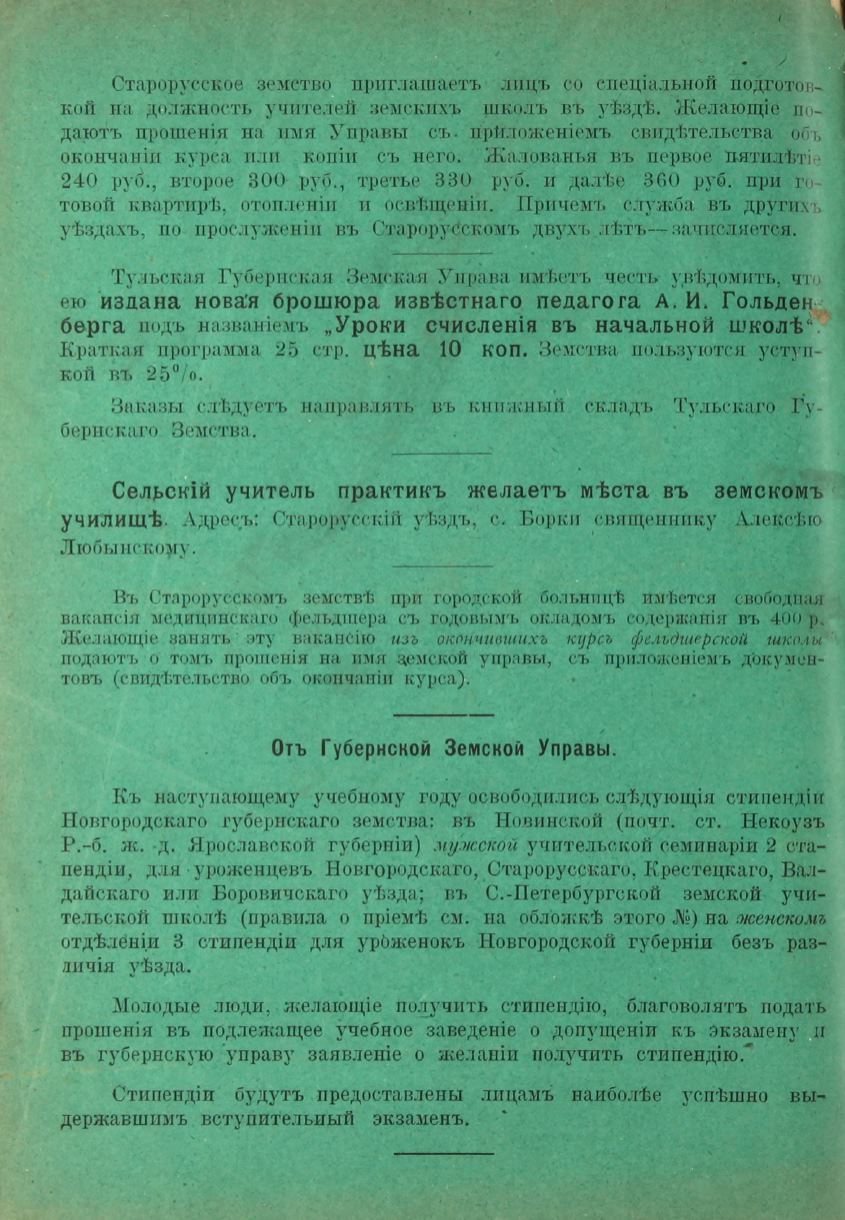 Старорусское земство приглашаетъ лицъ со спеціальной подготов-
кой на должность учителей земскихъ школъ въ уѣздѣ. Желающіе по-
даютъ прошенія на имя Управы съ приложеніемъ свидѣтельства объ
окончаніи курса или копіи съ него. Жалованья въ первое пятилѣтіе
240 руб., второе 300 руб., третье 330 руб. и далѣе 360 руб. при го-
товой квартирѣ, отопленіи и освѣщеніи. Причемъ служба въ другихъ
уѣздахъ, по прослуженіи въ Старорусскомъ двухъ лѣтъ—зачисляется.
Тульская Губернская Земская Управа имѣетъ честь увѣдомить, что
ею издана новая брошюра извѣстнаго педагога А. И. Гольден-
берга подъ названіемъ „Уроки счисленія въ начальной школѣ“.
Краткая программа 25 стр. цѣна 10 коп. Земства пользуются уступ-
кой въ 25%.
Заказы слѣдуетъ направлять въ книжный складъ Тульскаго Гу-
бернскаго Земства.
Сельскій учитель практикъ желаетъ мѣста въ земскомъ
училищѣ. Адресъ: Старорусскій уѣздъ, с. Борки священнику Алексѣю
Любынскому.
Въ Старорусскомъ земствѣ при городской больницѣ имѣется свободная
вакансія медицинскаго фельдшера съ годовымъ окладомъ содержанія въ 400 р.
Желающіе занять эту вакансію изъ окончившихъ курсъ фельдшерской школы
подаютъ о томъ прошенія на имя земской управы, съ приложеніемъ докумен-
товъ (свидѣтельство объ окончаніи курса).
Отъ Губернской Земской Управы.
Къ наступающему учебному году освободились слѣдующія стипендіи
Новгородскаго губернскаго земства: въ Новинской (почт. ст. Некоузъ
Р.-б. ж. д. Ярославской губерніи) мужской учительской семинаріи 2 сти-
пендіи, для уроженцевъ Новгородскаго, Старорусскаго, Крестецкаго, Вал-
дайскаго или Боровичскаго уѣзда; въ С.-Петербургской земской учи-
тельской школѣ (правила о пріемѣ см. на обложкѣ этого №) на женскомъ
отдѣленіи 3 стипендіи для уроженокъ Новгородской губерніи безъ раз-
личія уѣзда.
Молодые люди, желающіе получить стипендію, благоволятъ подать
прошенія въ подлежащее учебное заведеніе о допущеніи къ экзамену и
въ губернскую управу заявленіе о желаніи получить стипендію.
Стипендіи будутъ предоставлены лицамъ наиболѣе успѣшно вы-
державшимъ вступительный экзаменъ.